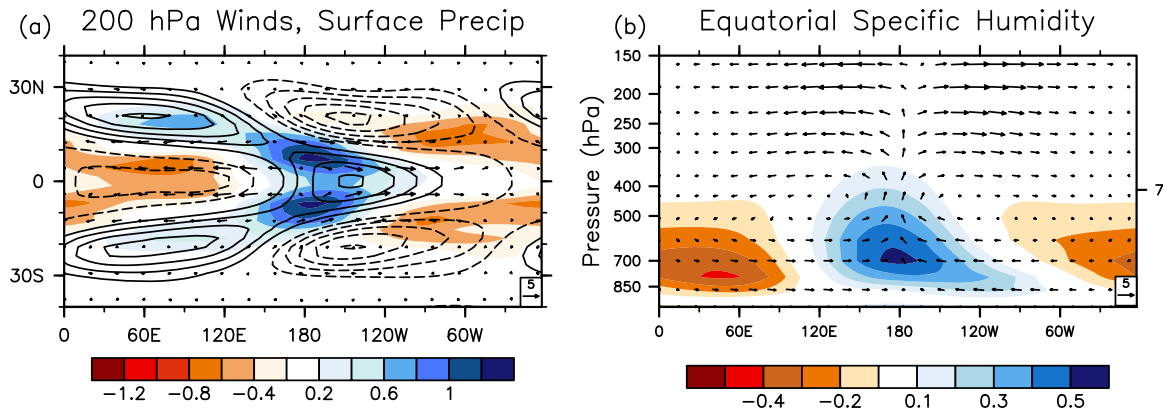 (a) 200 hPa Winds, Surface Precip
30N
0
30S
5
0 60E 120E 180 120W 60W
−1.2 −0.8 −0.4 0.2 0.6 1
(b) Equatorial Specific Humidity
Pressure (hPa)
150
200
250
300
400
500
700
850
7
5
0 60E 120E 180 120W 60W
−0.4 −0.2 0.1 0.3 0.5